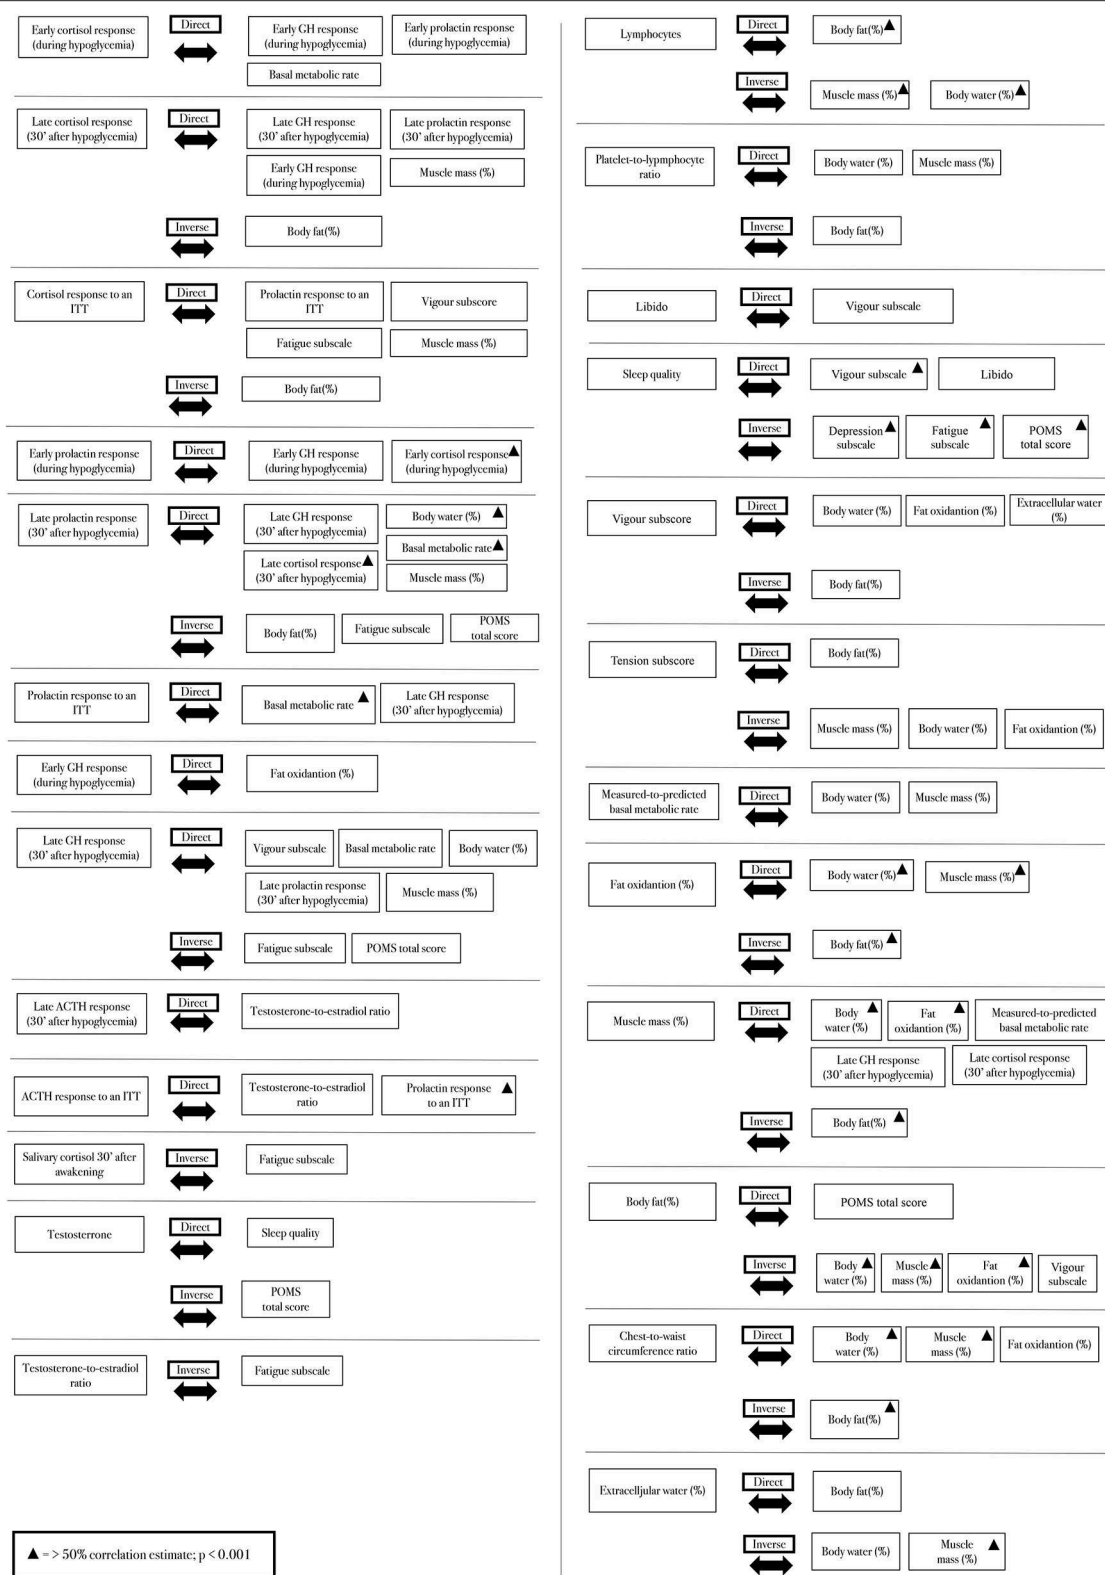 Early cortisol response
(during hypoglycemia)
Direct
Early GH response
(during hypoglycemia)
Early prolactin response
(during hypoglycemia)
Basal metabolic rate
Late cortisol response
(30' after hypoglycemia)
Direct
Late GH response
(30' after hypoglycemia)
Late prolactin response
(30' after hypoglycemia)
Early GH response
(during hypoglycemia)
Muscle mass (%)
Inverse
Body fat(%)
Cortisol response to an
ITT
Direct
Prolactin response to an
ITT
Vigour subscore
Fatigue subscale
Muscle mass (%)
Inverse
Body fat(%)
Early prolactin response
(during hypoglycemia)
Direct
Early GH response
(during hypoglycemia)
Early cortisol response▲
(during hypoglycemia)
Late prolactin response
(30' after hypoglycemia)
Direct
Late GH response
(30' after hypoglycemia)
Body water (%) ▲
Late cortisol response ▲
(30' after hypoglycemia)
Basal metabolic rate ▲
Muscle mass (%)
Inverse
Body fat(%)
Fatigue subscale
POMS
total score
Prolactin response to an
ITT
Direct
Basal metabolic rate ▲
Late GH response
(30' after hypoglycemia)
Early GH response
(during hypoglycemia)
Direct
Fat oxidantion (%)
Late GH response
(30' after hypoglycemia)
Direct
Vigour subscale
Basal metabolic rate
Body water (%)
Late prolactin response
(30' after hypoglycemia)
Muscle mass (%)
Inverse
Fatigue subscale
POMS total score
Late ACTH response
(30' after hypoglycemia)
Direct
Testosterone-to-estradiol ratio
ACTH response to an ITT
Direct
Testosterone-to-estradiol
ratio
Prolactin response ▲
to an ITT
Salivary cortisol 30' after
awakening
Inverse
Fatigue subscale
Testosterrone
Direct
Sleep quality
Inverse
POMS
total score
Testosterone-to-estradiol
ratio
Inverse
Fatigue subscale
▲ = > 50% correlation estimate; p < 0.001
Lymphocytes
Direct
Body fat(%)▲
Inverse
Muscle mass (%)▲
Body water (%)▲
Platelet-to-lypmphocyte
ratio
Direct
Body water (%)
Muscle mass (%)
Inverse
Body fat(%)
Libido
Direct
Vigour subscale
Sleep quality
Direct
Vigour subscale ▲
Libido
Inverse
Depression ▲
subscale
Fatigue ▲
subscale
POMS ▲
total score
Vigour subscore
Direct
Body water (%)
Fat oxidantion (%)
Extracellular water
(%)
Inverse
Body fat(%)
Tension subscore
Direct
Body fat(%)
Inverse
Muscle mass (%)
Body water (%)
Fat oxidantion (%)
Measured-to-predicted
basal metabolic rate
Direct
Body water (%)
Muscle mass (%)
Fat oxidantion (%)
Direct
Body water (%)▲
Muscle mass (%)▲
Inverse
Body fat(%)▲
Muscle mass (%)
Direct
Body ▲
water (%)
Fat ▲
oxidantion (%)
Measured-to-predicted
basal metabolic rate
Late GH response
(30' after hypoglycemia)
Late cortisol response
(30' after hypoglycemia)
Inverse
Body fat(%) ▲
Body fat(%)
Direct
POMS total score
Inverse
Body ▲
water (%)
Muscle ▲
mass (%)
Fat ▲
oxidantion (%)
Vigour
subscale
Chest-to-waist
circumference ratio
Direct
Body ▲
water (%)
Muscle ▲
mass (%)
Fat oxidantion (%)
Inverse
Body fat(%)▲
Extracelljular water (%)
Direct
Body fat(%)
Inverse
Body water (%)
Muscle ▲
mass (%)